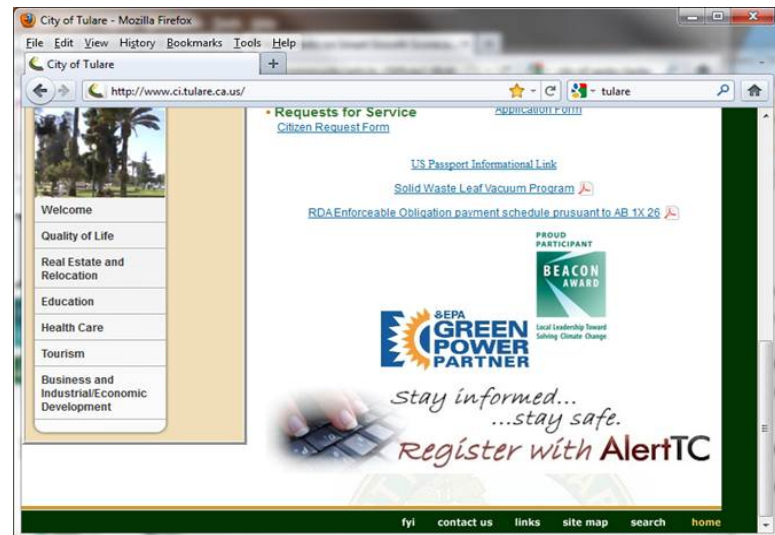 City of Tulare - Mozilla Firefox
File Edit View History Bookmarks Tools Help
City of Tulare
http://www.ci.tulare.ca.us/
tulare
Requests for Service
Application Form
Citizen Request Form
US Passport Informational Link
Solid Waste Leaf Vacuum Program
RDA Enforceable Obligation payment schedule prusuant to AB 1X 26
Welcome
Quality of Life
Real Estate and
Relocation
Education
Health Care
Tourism
Business and
Industrial/Economic
Development
PROUD
PARTICIPANT
BEACON
AWARD
Local Leadership Toward
Solving Climate Change
EPA
GREEN
POWER
PARTNER
Stay informed...
...stay safe.
Register with AlertTC
fyi contact us links site map search home